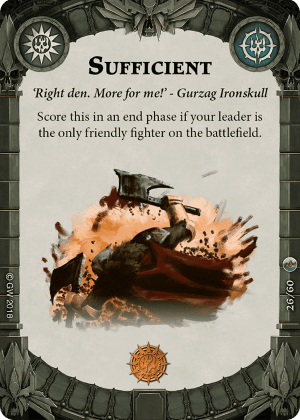 Sufficient
‘Right den. More for me!’ - Gurzag Ironskull
Score this in an end phase if your leader is
the only friendly fighter on the battlefield.
© GW 2018
26/60